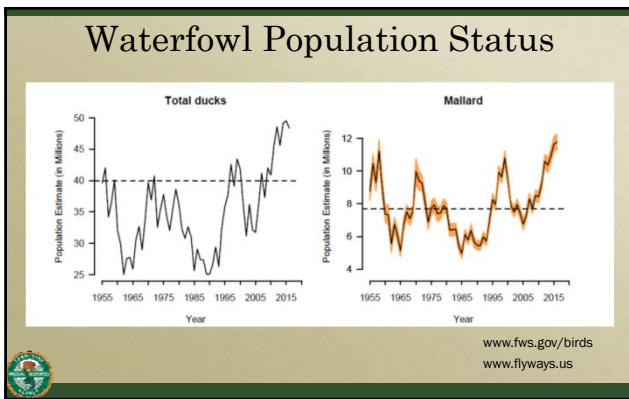 Waterfowl Population Status
Total ducks
Population Estimate (in Millions)
50
45
40
35
30
25
1955 1965 1975 1985 1995 2005 2015
Year
Mallard
Population Estimate (in Millions)
12
10
8
6
4
1955 1965 1975 1985 1995 2005 2015
Year
www.fws.gov/birds
www.flyways.us